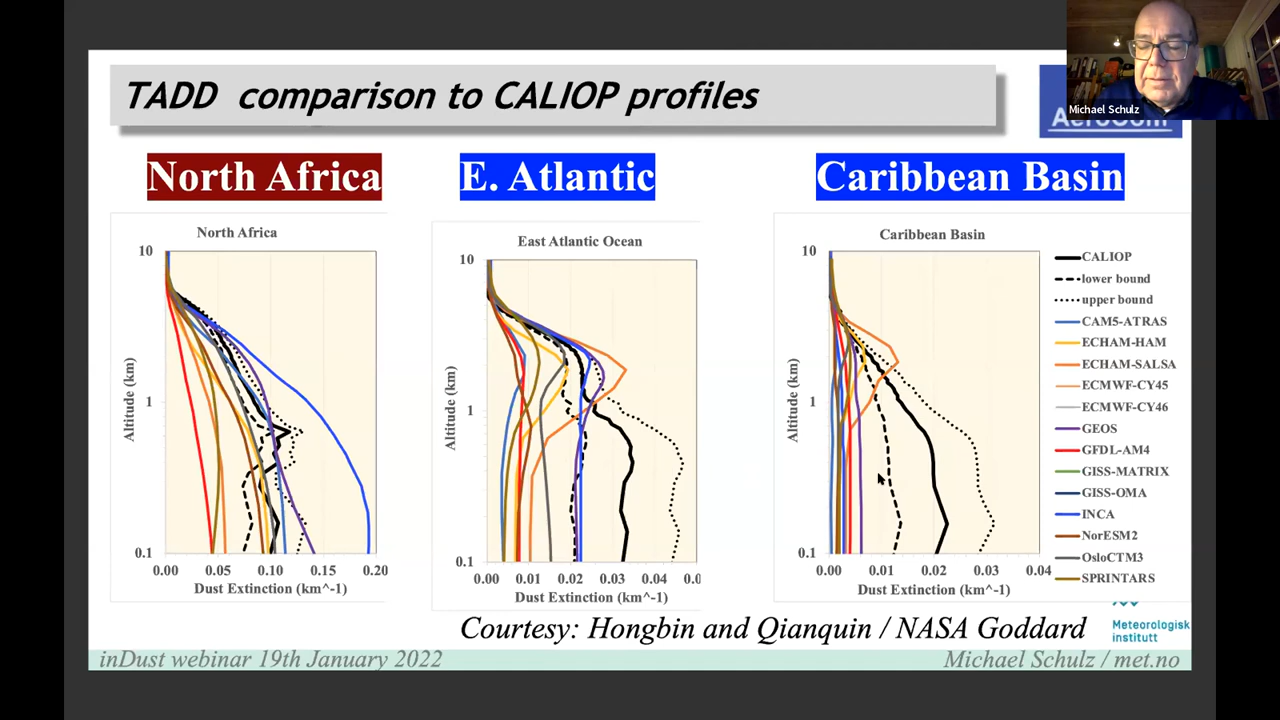 TADD comparison to CALIOP profiles
Michael Schulz
AeroCom
North Africa
E. Atlantic
Caribbean Basin
North Africa
10
1
0.1
Altitude (km)
0.00 0.05 0.10 0.15 0.20
Dust Extinction (km^-1)
East Atlantic Ocean
10
1
0.1
Altitude (km)
0.00 0.01 0.02 0.03 0.04 0.0
Dust Extinction (km^-1)
Caribbean Basin
10
1
0.1
Altitude (km)
0.00 0.01 0.02 0.03 0.04
Dust Extinction (km^-1)
CALIOP
lower bound
upper bound
CAM5-ATRAS
ECHAM-HAM
ECHAM-SALSA
ECMWF-CY45
ECMWF-CY46
GEOS
GFDL-AM4
GISS-MATRIX
GISS-OMA
INCA
NorESM2
OsloCTM3
SPRINTARS
Courtesy: Hongbin and Qianquin / NASA Goddard
Meteorologisk
institutt
inDust webinar 19th January 2022
Michael Schulz / met.no